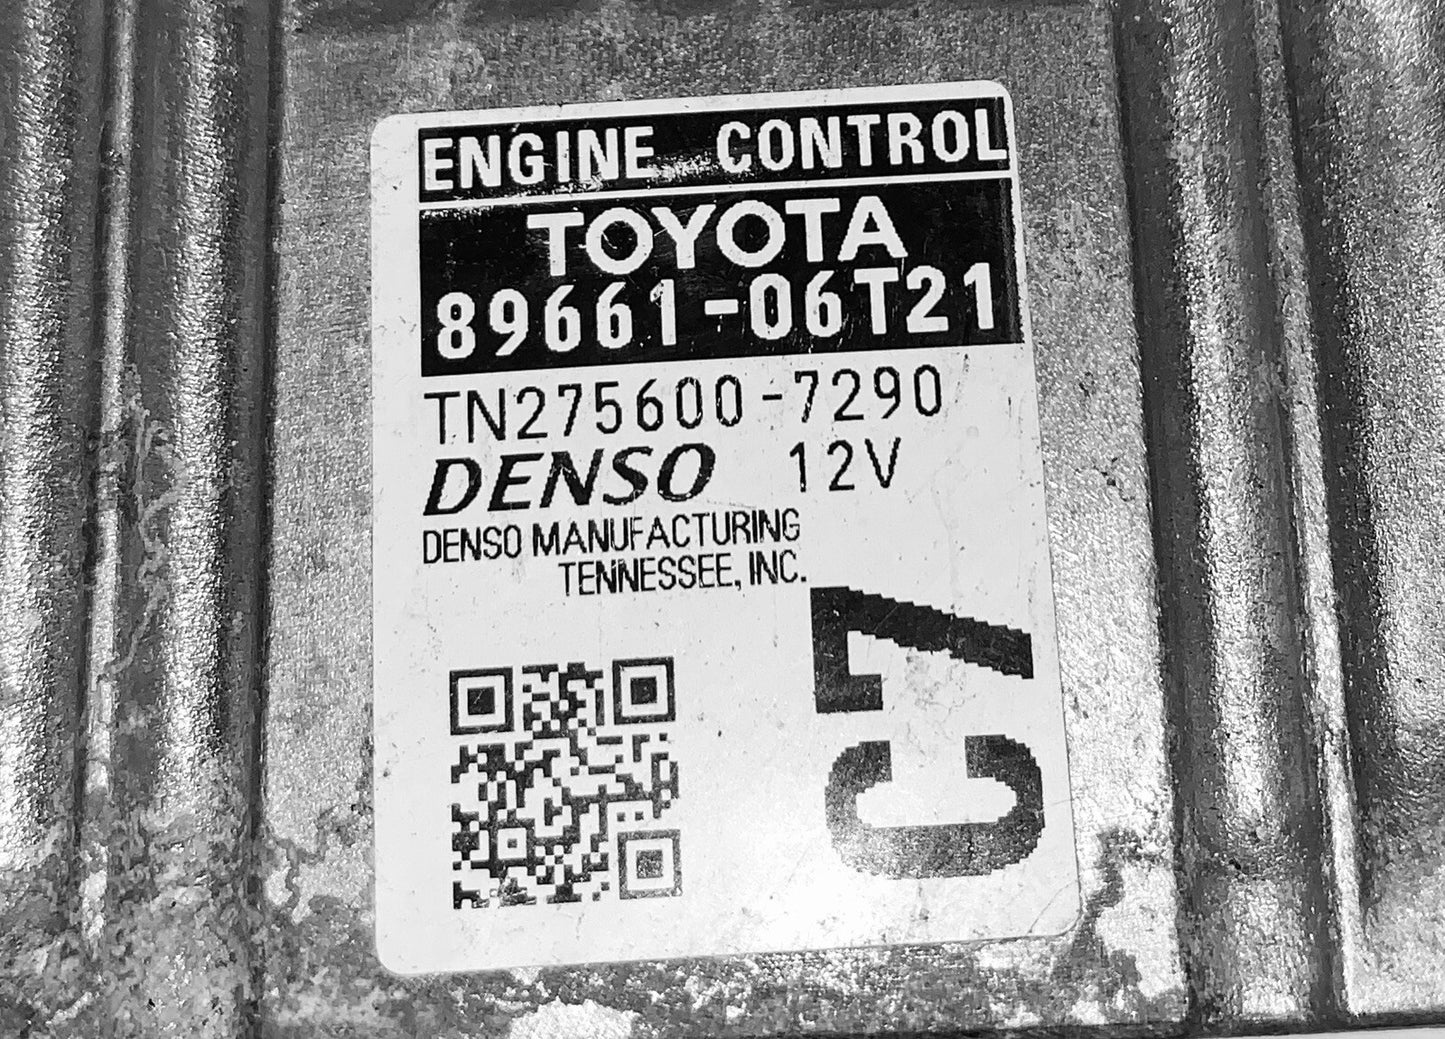 ENGINE CONTROL
TOYOTA
89661-06T21
TN275600-7290
DENSO 12V
DENSO MANUFACTURING
TENNESSEE, INC.
C7